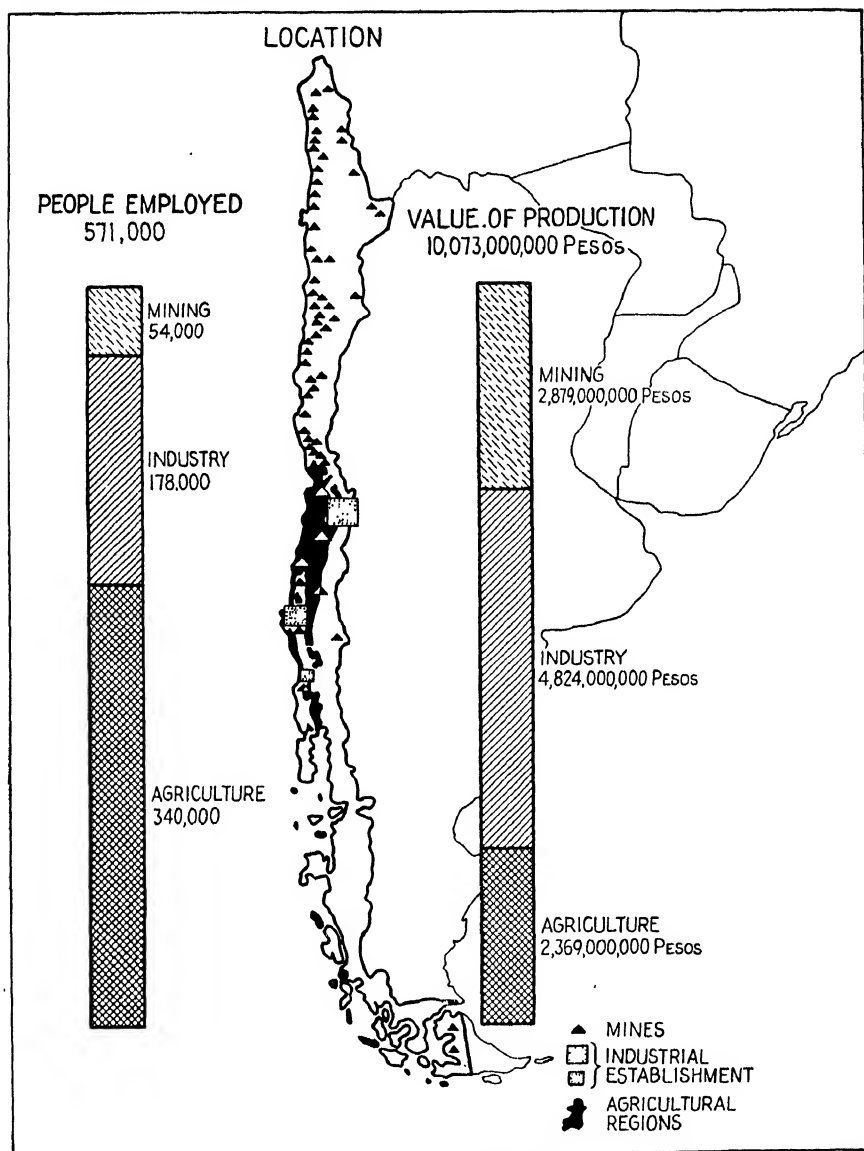 LOCATION
PEOPLE EMPLOYED
571,000
MINING
54,000
INDUSTRY
178.000
AGRICULTURE
340,000
VALUE.OF PRODUCTION
10,073,000,000 PESOS
MINING
2,879,000,000 PESOS
INDUSTRY
4,824,000,000 PESOS
AGRICULTURE
2,369,000,000 PESOS
MINES
INDUSTRIAL
ESTABLISHMENT
AGRICULTURAL
REGIONS